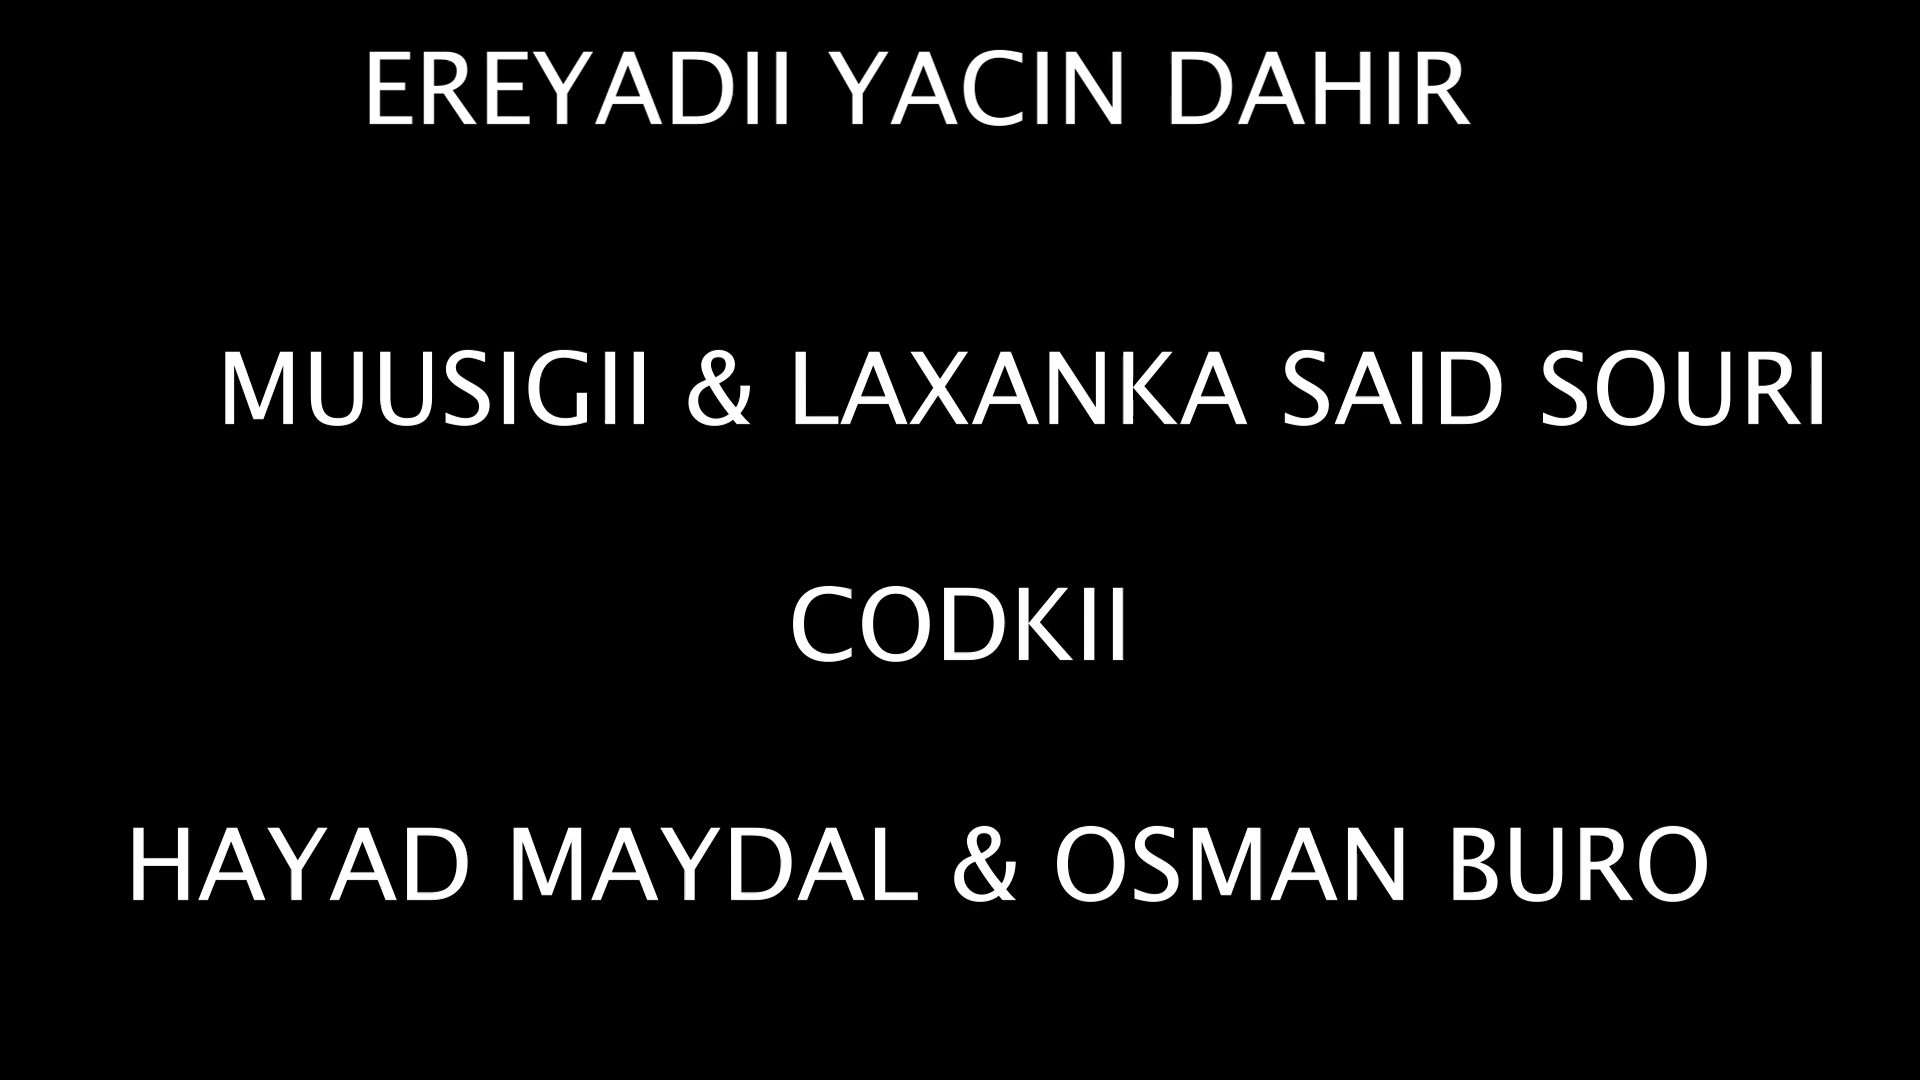 EREYADII YACIN DAHIR
MUUSIGII & LAXANKA SAID SOURI
CODKII
HAYAD MAYDAL & OSMAN BURO